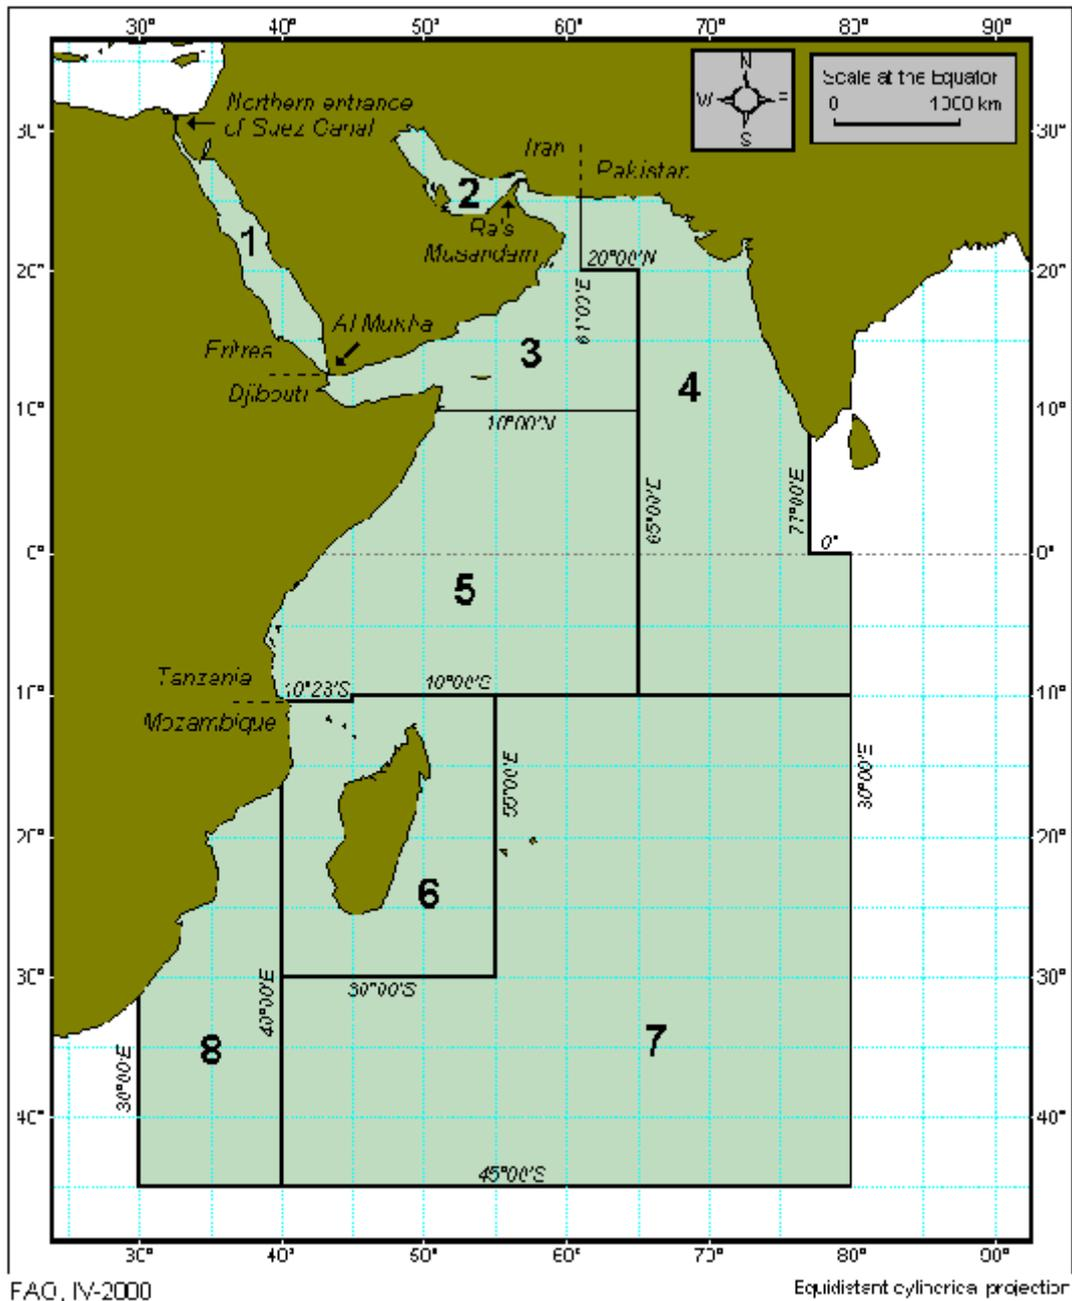 30° 40° 50° 60° 70° 80° 90°
N
W E
S
Scale at the Equator
0 1000 km
Northern entrance
of Suez Canal
30° 30°
Iran
Pakistan
2
Ra's
Musandam
1
20°00'N
20° 20°
61°00'E
Al Mukha
3
Eritrea
4
Djibouti
10° 10°
10°00'N
65°00'E
77°00'E
0°
0° 0°
5
Tanzania
10°23'S
10°00'S
10° 10°
Mozambique
55°00'E
20° 20°
6
30° 30°
30°00'S
40°00'E
8
7
30°00'E
40° 40°
45°00'S
30° 40° 50° 60° 70° 80° 90°
FAO, IV-2000
Equidistant cylindrical projection